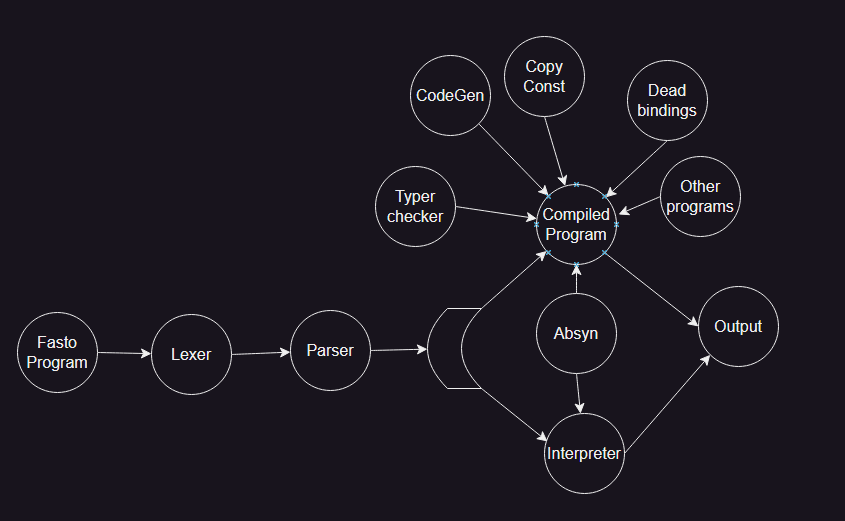 CodeGen
Copy
Const
Dead
bindings
Typer
checker
Compiled
Program
Other
programs
Fasto
Program
Lexer
Parser
Absyn
Output
Interpreter